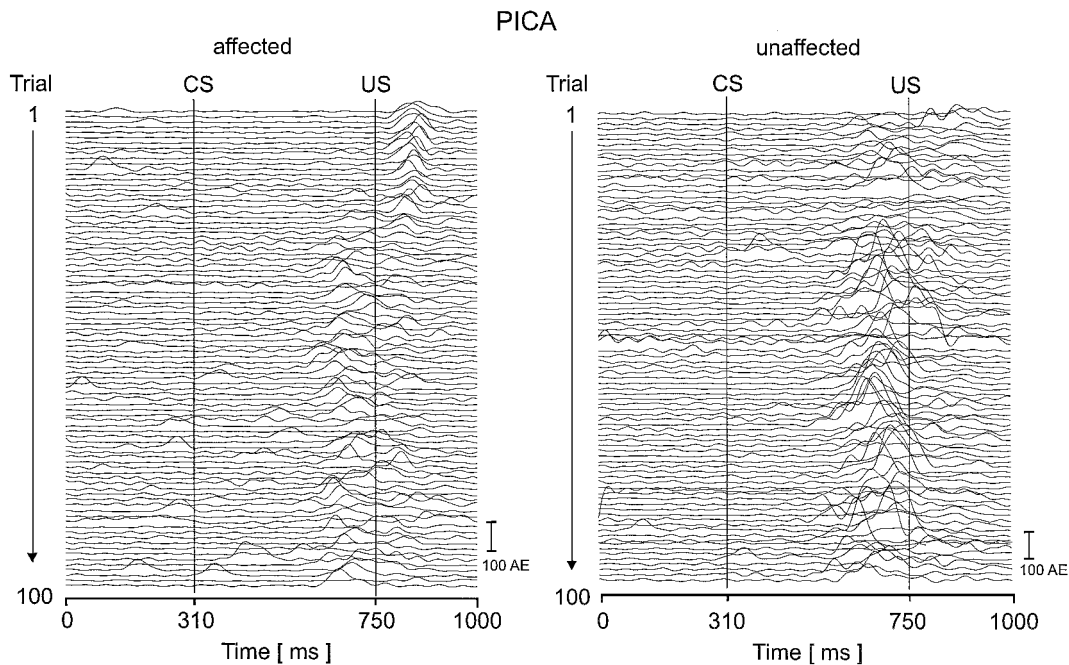 PICA
affected
Trial CS US
1
100 AE
100
0 310 750 1000
Time [ ms ]
unaffected
Trial CS US
1
100 AE
100
0 310 750 1000
Time [ ms ]